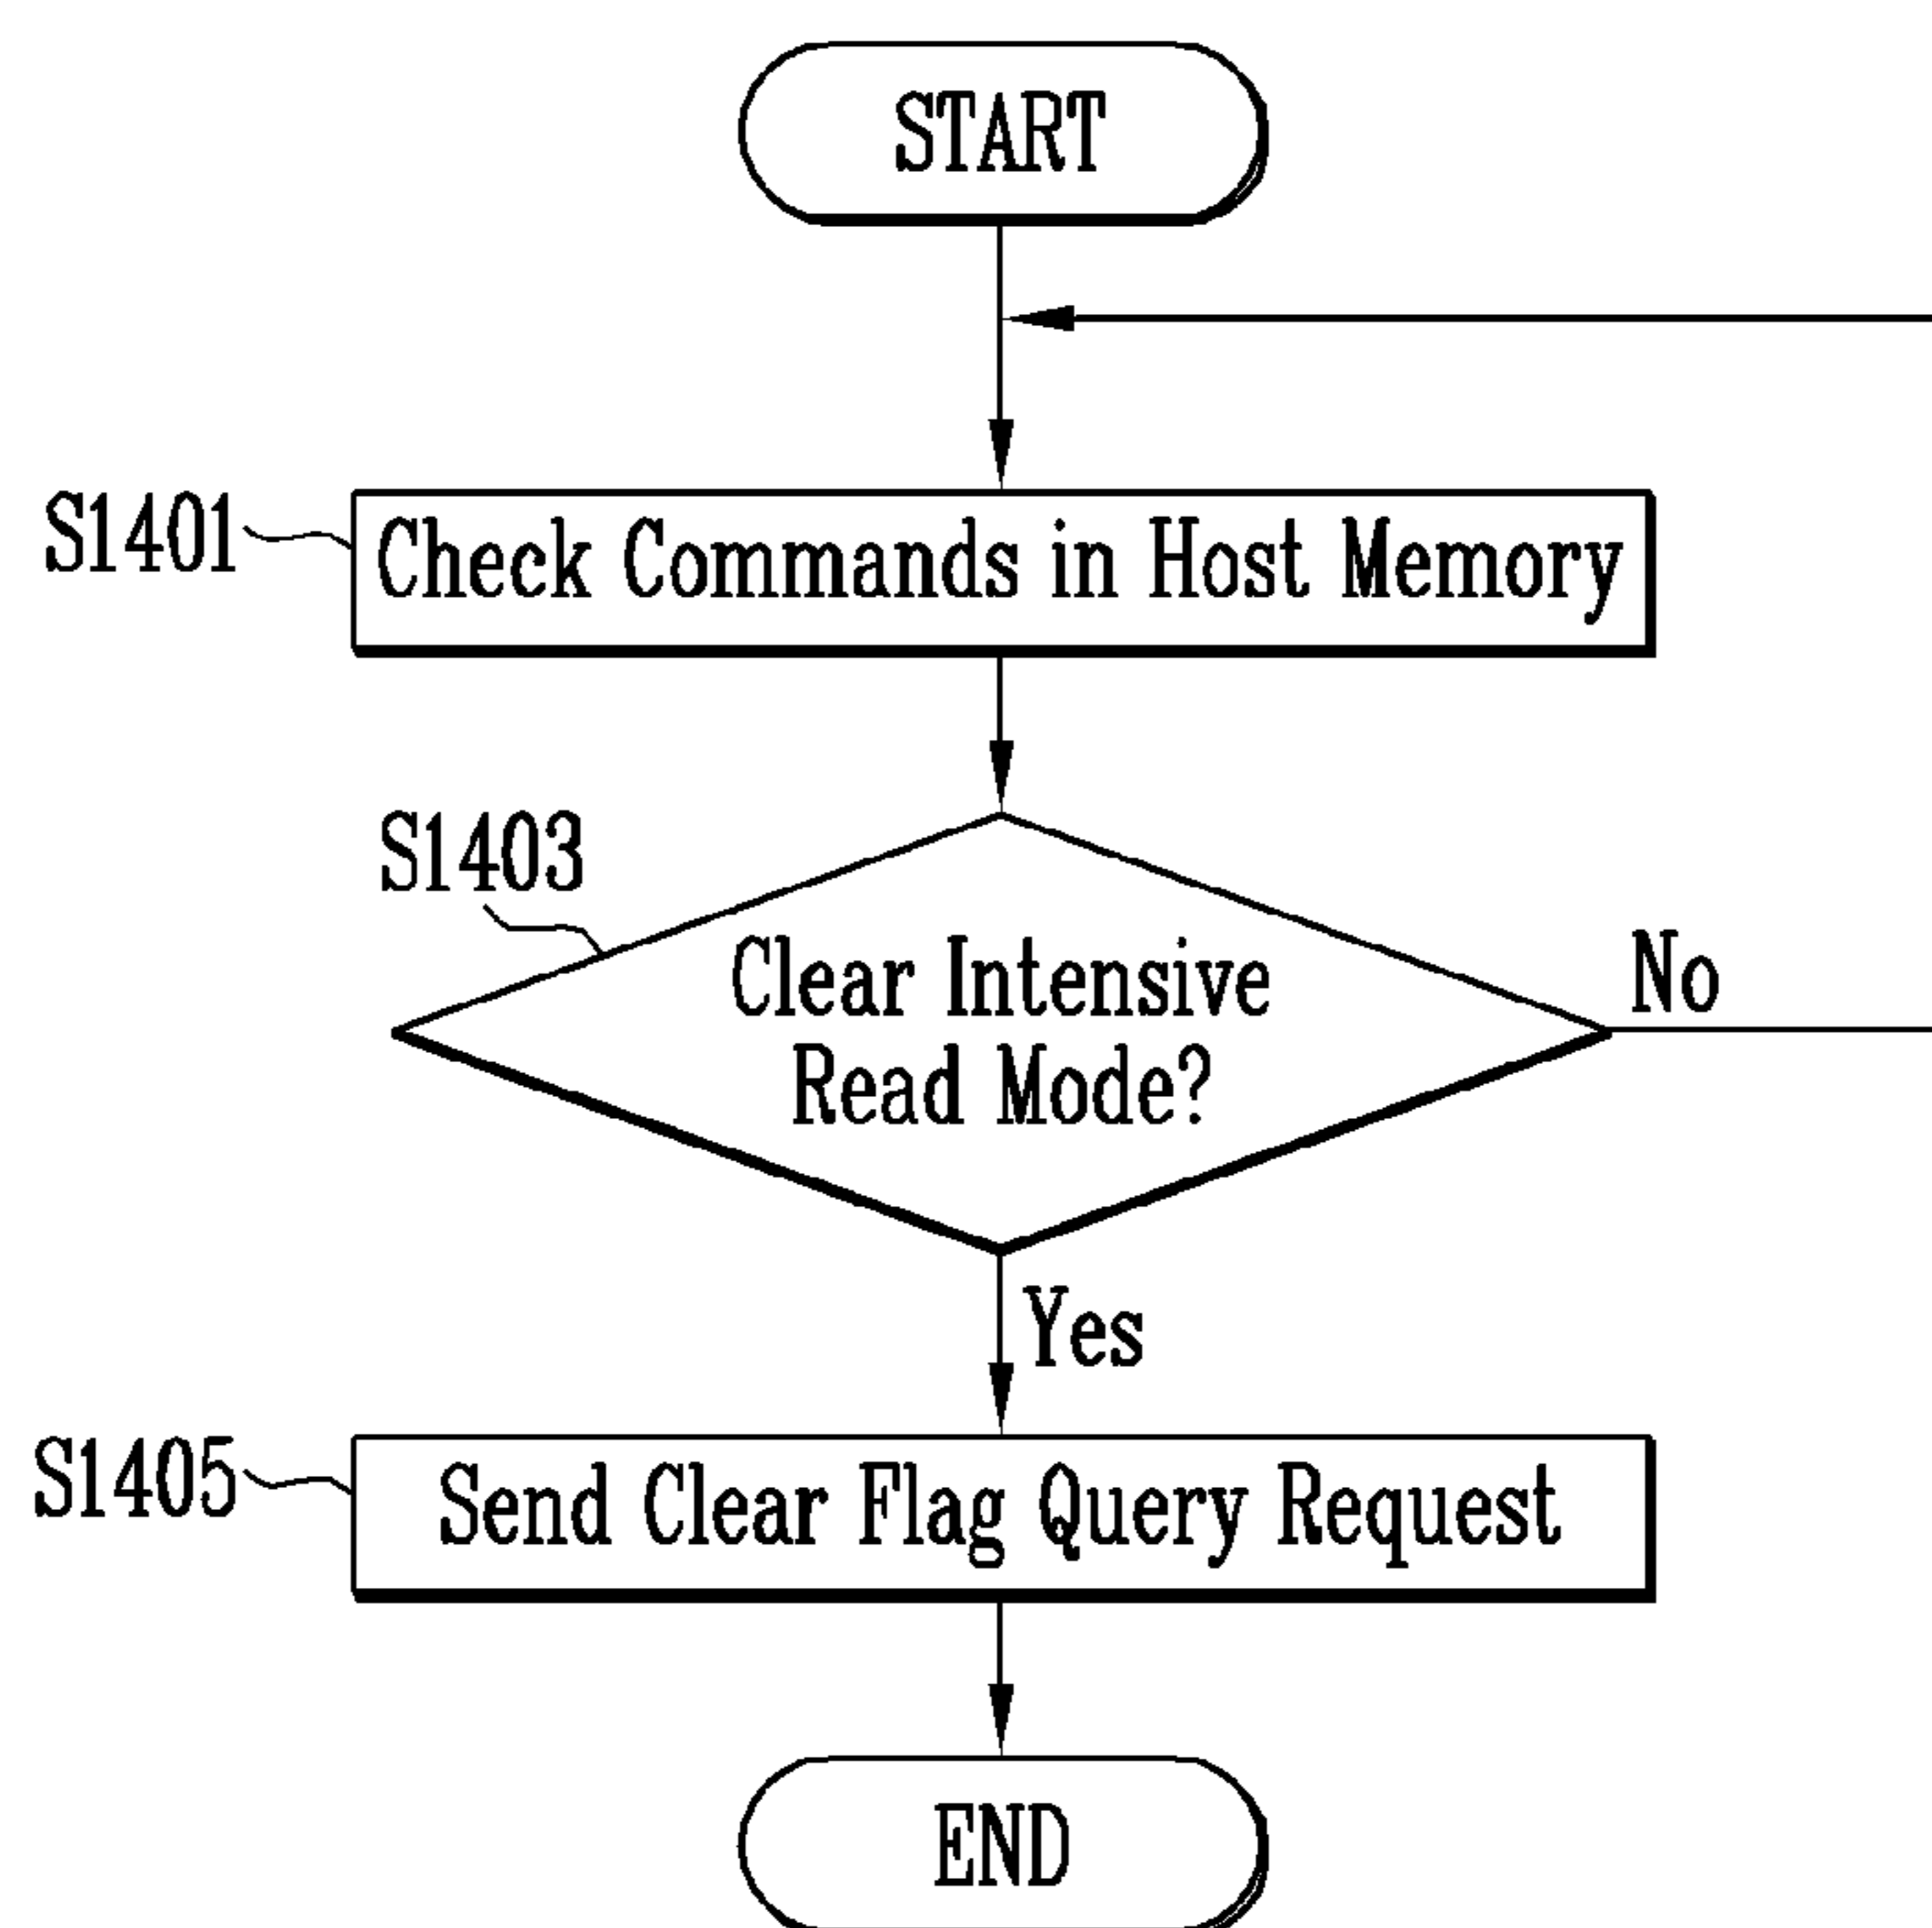 START
S1401
Check Commands in Host Memory
S1403
Clear Intensive
Read Mode?
No
Yes
S1405
Send Clear Flag Query Request
END